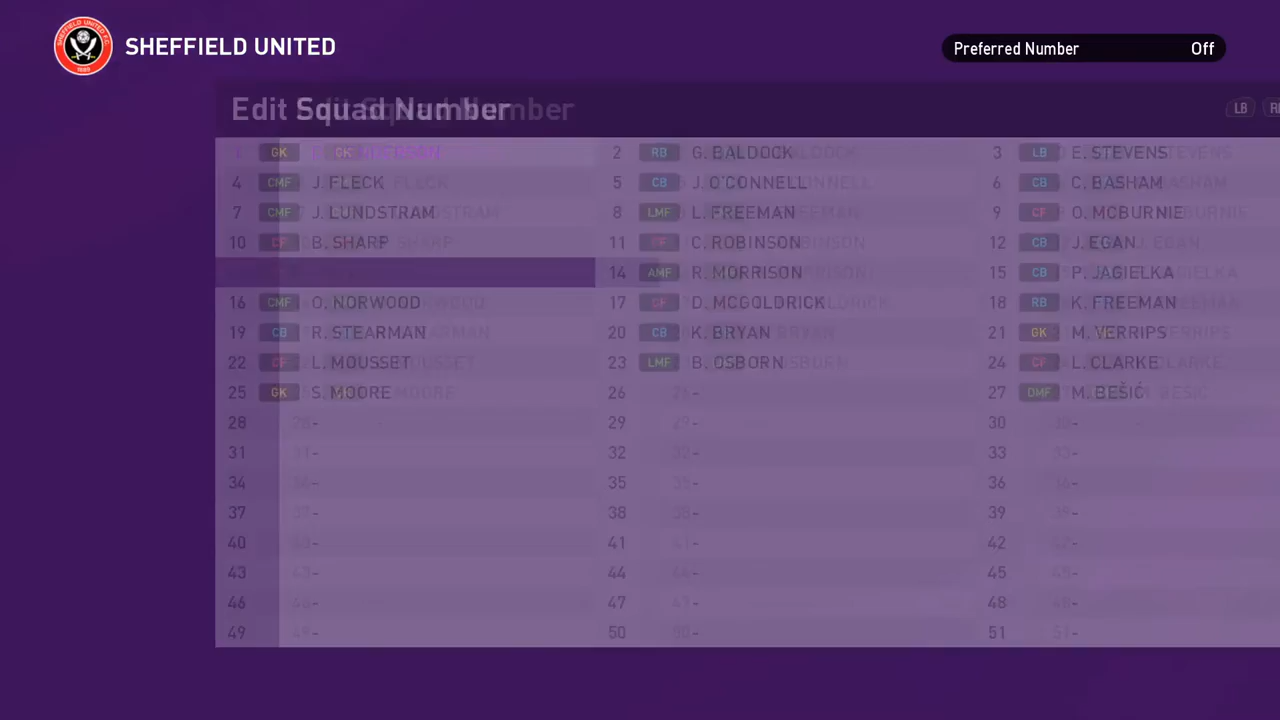 SHEFFIELD UNITED
Preferred Number Off
Edit Squad Number
LB
1 GK HENDERSON 2 RB G. BALDOCK 3 LB E. STEVENS
4 CMF J. FLECK 5 CB J. O'CONNELL 6 CB C. BASHAM
7 CMF J. LUNDSTRAM 8 LMF L. FREEMAN 9 CF O. MCBURNIE
10 CF B. SHARP 11 CF C. ROBINSON 12 CB J. EGAN
14 AMF R. MORRISON 15 CB P. JAGIELKA
16 CMF O. NORWOOD 17 CF D. MCGOLDRICK 18 RB K. FREEMAN
19 CB R. STEARMAN 20 CB K. BRYAN 21 GK M. VERRIPS
22 CF L. MOUSSET 23 LMF B. OSBORN 24 CF L. CLARKE
25 GK S. MOORE 26 - 27 DMF M. BEŠIĆ
28 - 29 - 30 -
31 - 32 - 33 -
34 - 35 - 36 -
37 - 38 - 39 -
40 - 41 - 42 -
43 - 44 - 45 -
46 - 47 - 48 -
49 - 50 - 51 -